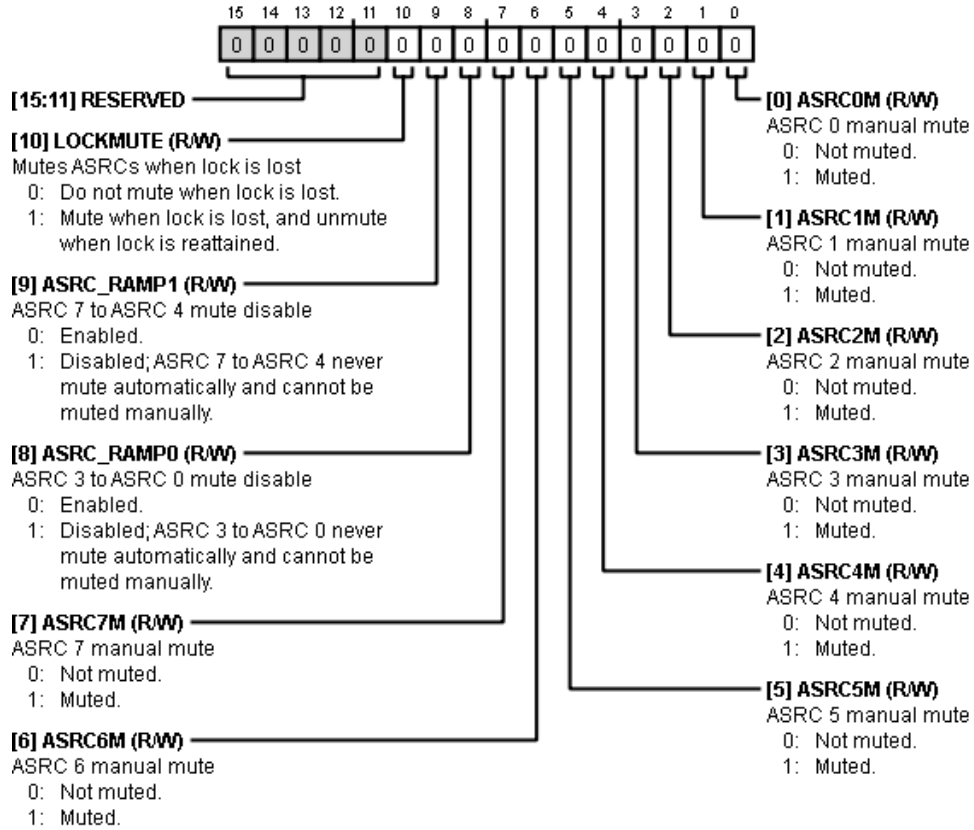 15 14 13 12 11 10 9 8 7 6 5 4 3 2 1 0
0 0 0 0 0 0 0 0 0 0 0 0 0 0 0 0
[15:11] RESERVED
[10] LOCKMUTE (R/W)
Mutes ASRCs when lock is lost
0: Do not mute when lock is lost.
1: Mute when lock is lost, and unmute
when lock is reattained.
[9] ASRC_RAMP1 (R/W)
ASRC 7 to ASRC 4 mute disable
0: Enabled.
1: Disabled; ASRC 7 to ASRC 4 never
mute automatically and cannot be
muted manually.
[8] ASRC_RAMP0 (R/W)
ASRC 3 to ASRC 0 mute disable
0: Enabled.
1: Disabled; ASRC 3 to ASRC 0 never
mute automatically and cannot be
muted manually.
[7] ASRC7M (R/W)
ASRC 7 manual mute
0: Not muted.
1: Muted.
[6] ASRC6M (R/W)
ASRC 6 manual mute
0: Not muted.
1: Muted.
[0] ASRC0M (R/W)
ASRC 0 manual mute
0: Not muted.
1: Muted.
[1] ASRC1M (R/W)
ASRC 1 manual mute
0: Not muted.
1: Muted.
[2] ASRC2M (R/W)
ASRC 2 manual mute
0: Not muted.
1: Muted.
[3] ASRC3M (R/W)
ASRC 3 manual mute
0: Not muted.
1: Muted.
[4] ASRC4M (R/W)
ASRC 4 manual mute
0: Not muted.
1: Muted.
[5] ASRC5M (R/W)
ASRC 5 manual mute
0: Not muted.
1: Muted.